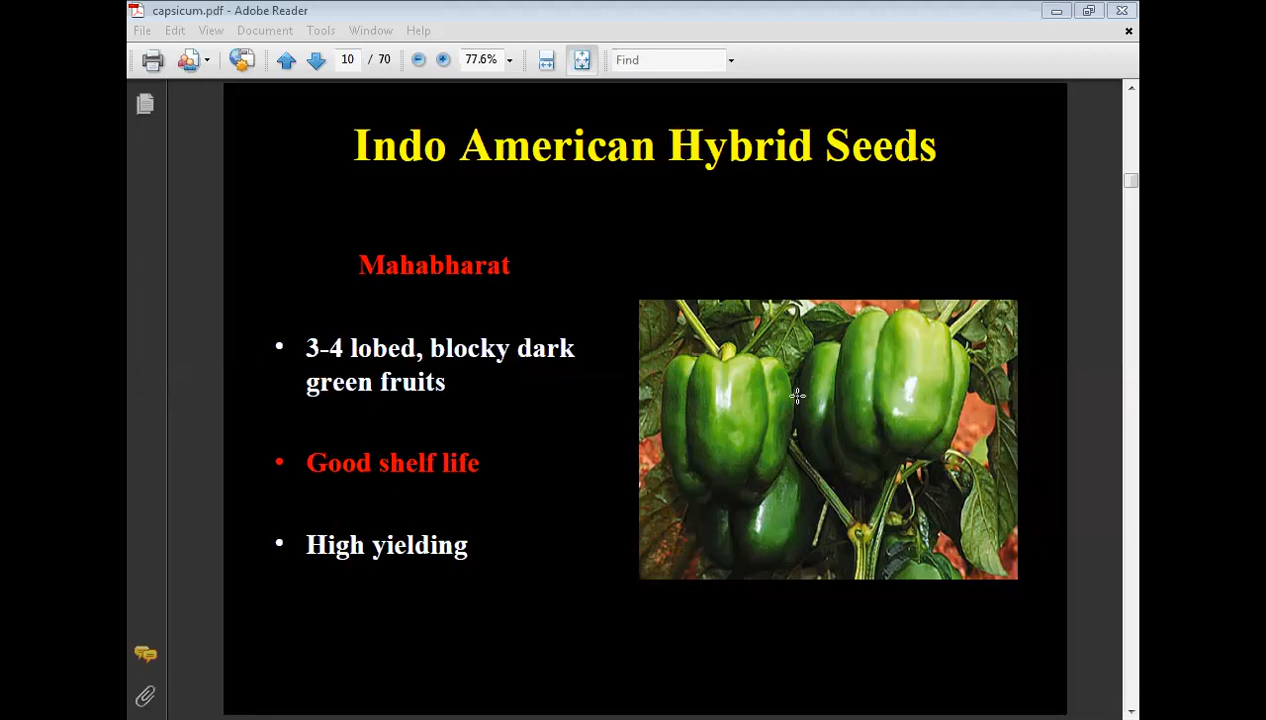 capsicum.pdf - Adobe Reader
File Edit View Document Tools Window Help
10 / 70 77.6% Find
Indo American Hybrid Seeds
Mahabharat
• 3-4 lobed, blocky dark
green fruits
• Good shelf life
• High yielding